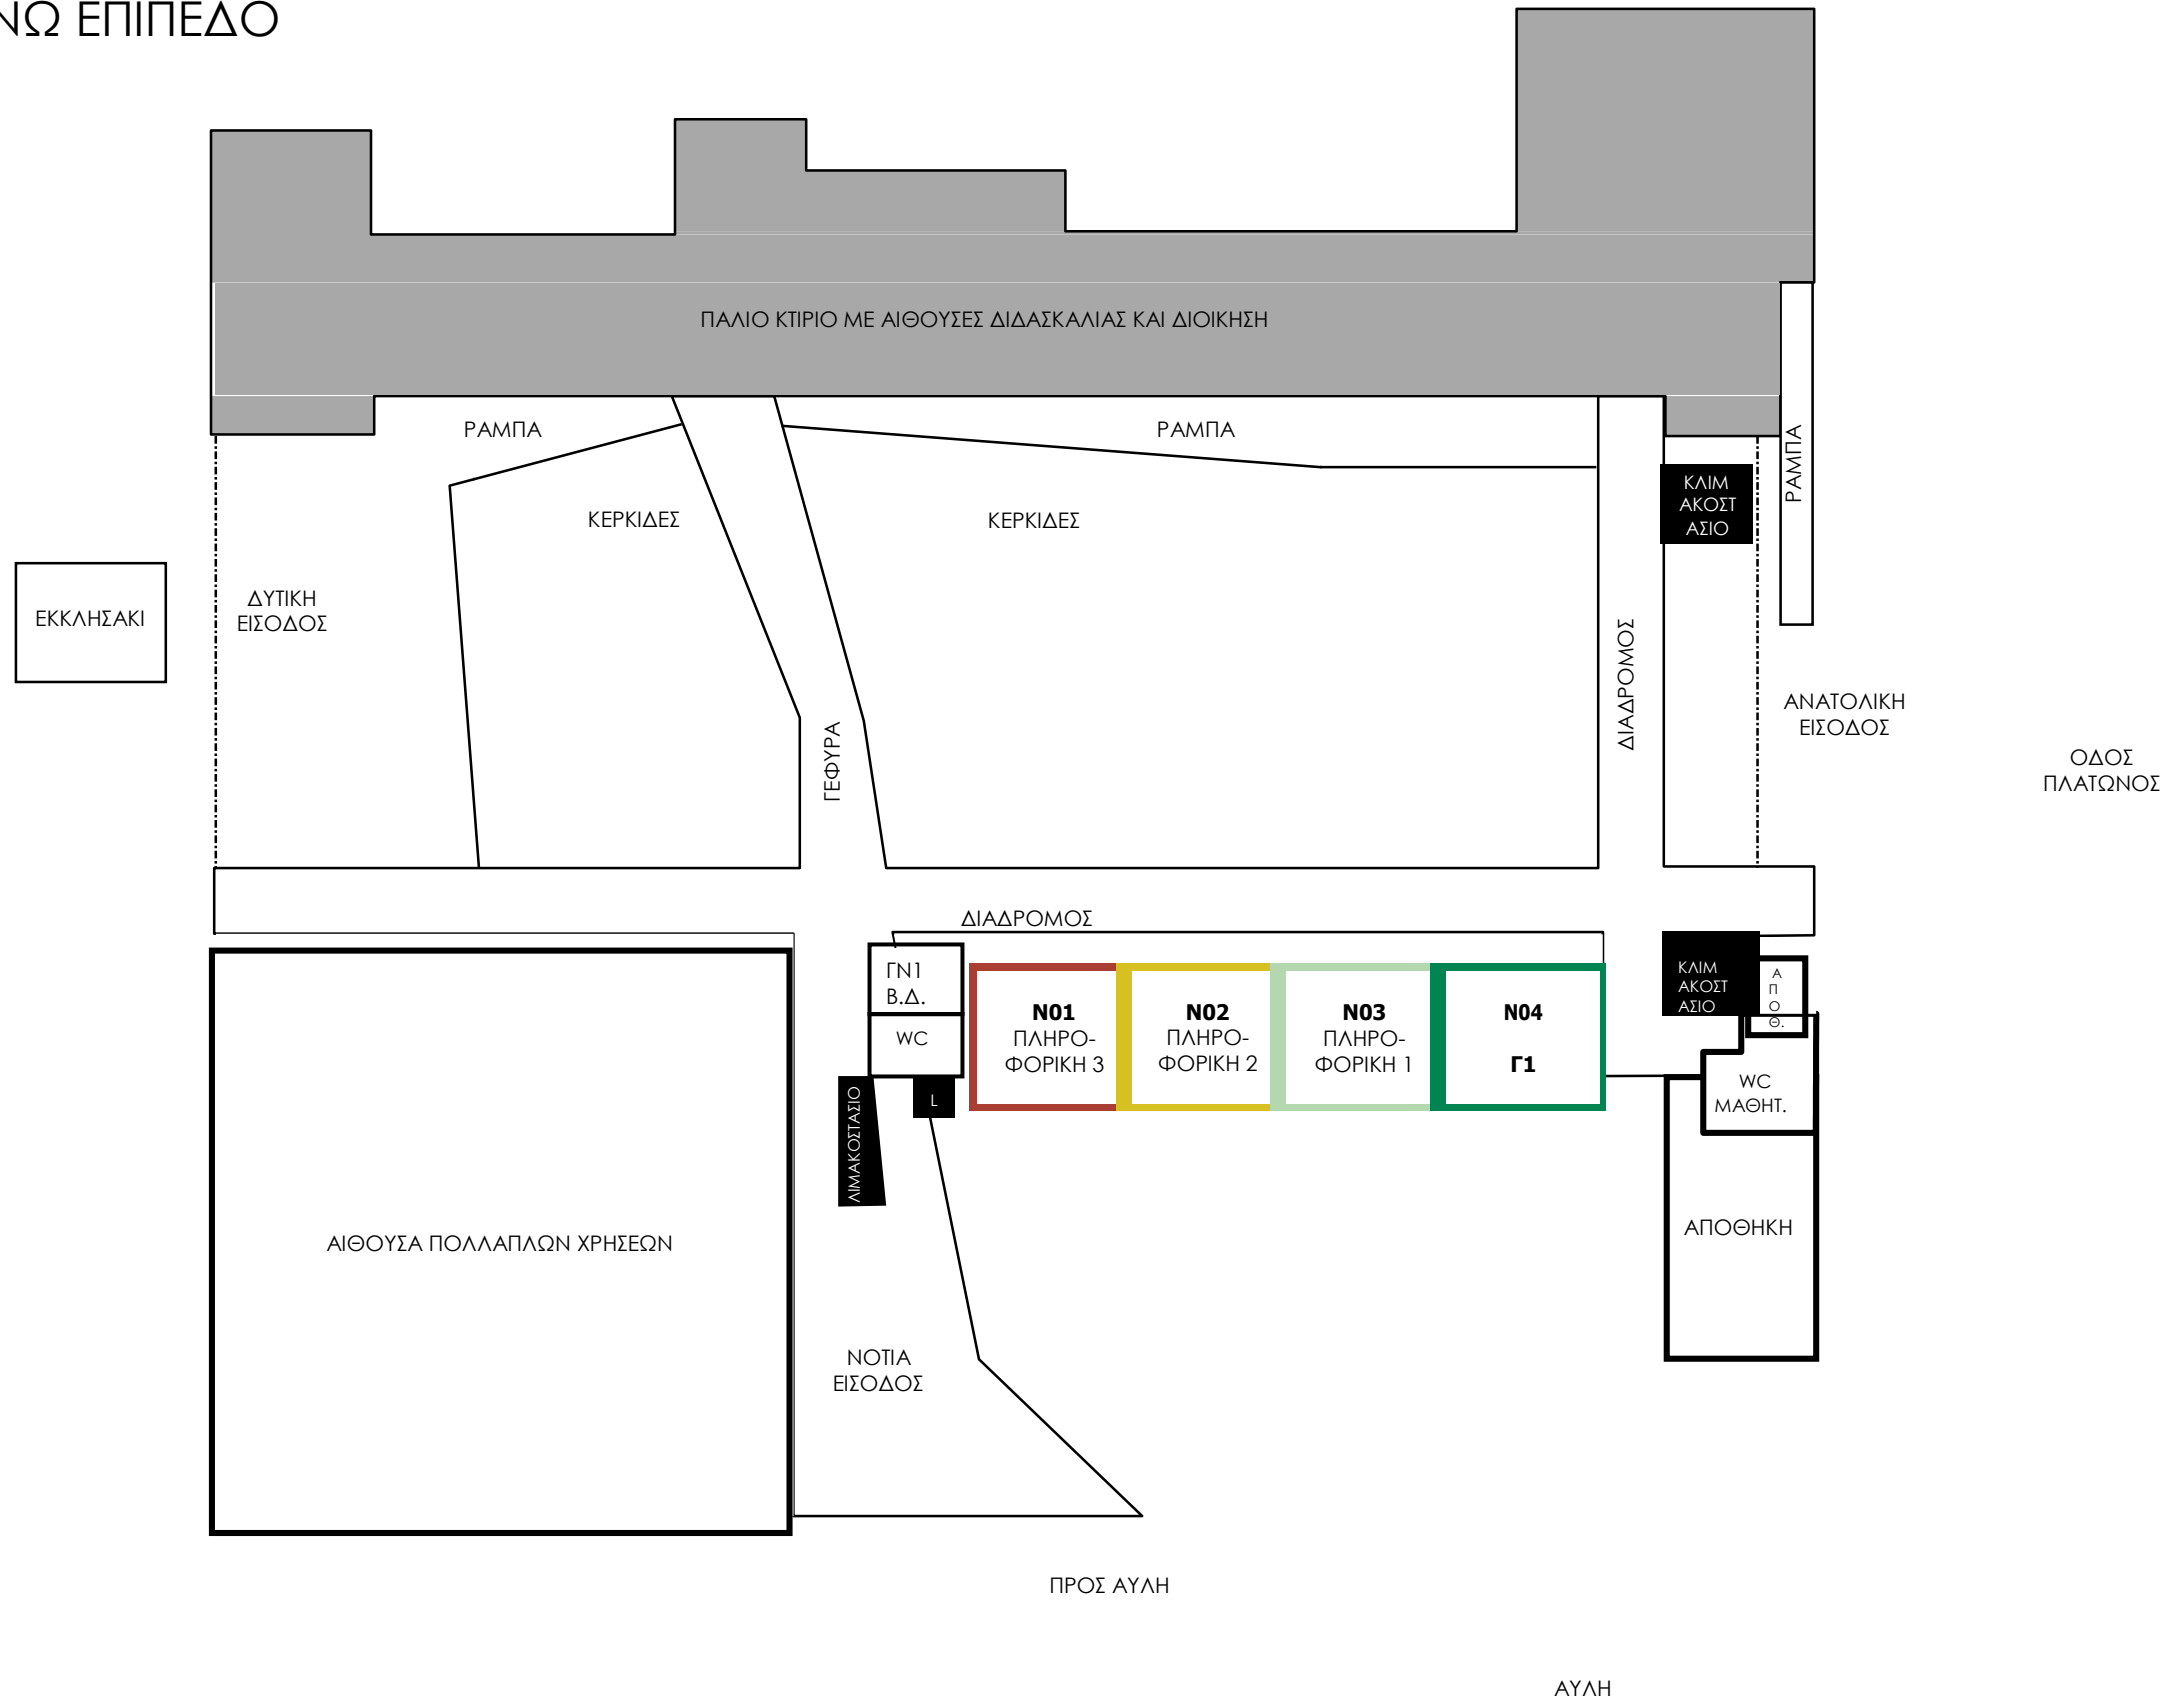 ΝΩ ΕΠΙΠΕΔΟ
ΠΑΛΙΟ ΚΤΙΡΙΟ ΜΕ ΑΙΘΟΥΣΕΣ ΔΙΔΑΣΚΑΛΙΑΣ ΚΑΙ ΔΙΟΙΚΗΣΗ
ΡΑΜΠΑ
ΡΑΜΠΑ
ΡΑΜΠΑ
ΚΛΙΜ
ΑΚΟΣΤ
ΑΣΙΟ
ΚΕΡΚΙΔΕΣ
ΚΕΡΚΙΔΕΣ
ΕΚΚΛΗΣΑΚΙ
ΔΥΤΙΚΗ
ΕΙΣΟΔΟΣ
ΓΕΦΥΡΑ
ΔΙΑΔΡΟΜΟΣ
ΑΝΑΤΟΛΙΚΗ
ΕΙΣΟΔΟΣ
ΟΔΟΣ
ΠΛΑΤΩΝΟΣ
ΔΙΑΔΡΟΜΟΣ
ΓΝ1
Β.Δ.
WC
L
ΛΙΜΑΚΟΣΤΑΣΙΟ
Ν01
ΠΛΗΡΟ-
ΦΟΡΙΚΗ 3
Ν02
ΠΛΗΡΟ-
ΦΟΡΙΚΗ 2
Ν03
ΠΛΗΡΟ-
ΦΟΡΙΚΗ 1
Ν04
Γ1
ΚΛΙΜ
ΑΚΟΣΤ
ΑΣΙΟ
Α
Π
Ο
Θ.
WC
ΜΑΘΗΤ.
ΑΠΟΘΗΚΗ
ΑΙΘΟΥΣΑ ΠΟΛΛΑΠΛΩΝ ΧΡΗΣΕΩΝ
ΝΟΤΙΑ
ΕΙΣΟΔΟΣ
ΠΡΟΣ ΑΥΛΗ
ΑΥΛΗ